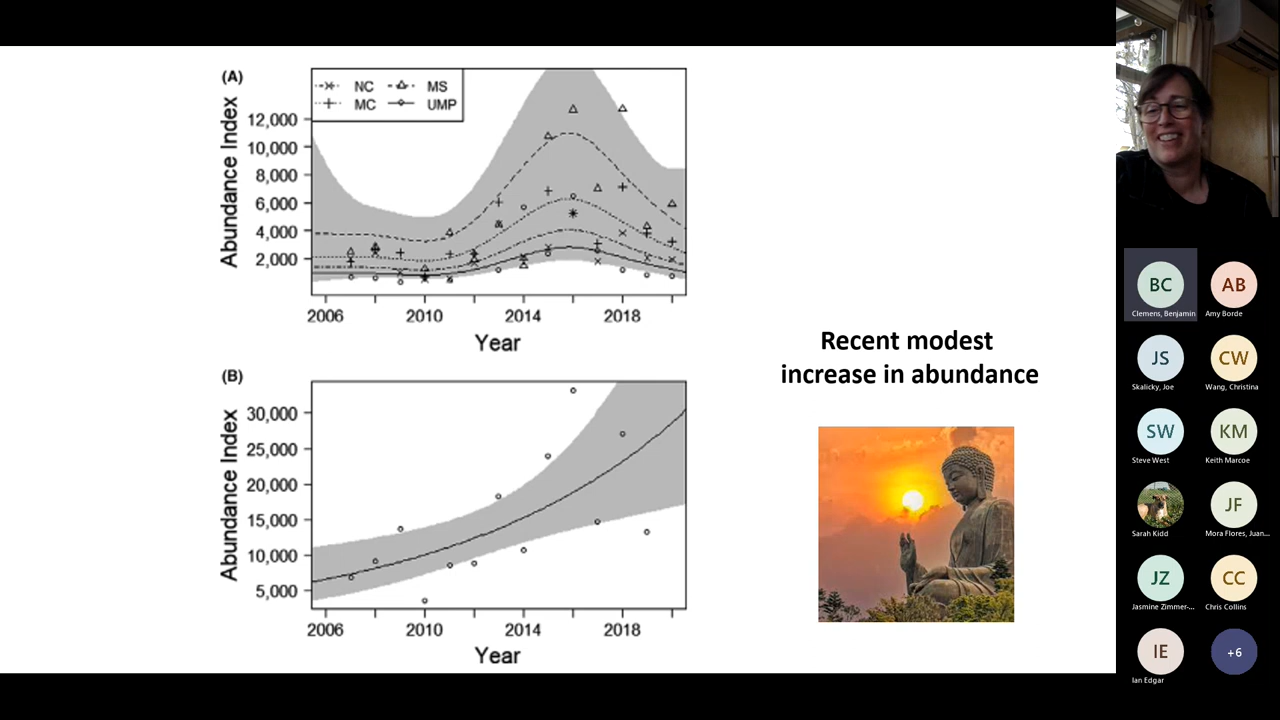 (A)
NC
MS
MC
UMP
Abundance Index
12,000
10,000
8,000
6,000
4,000
2,000
2006
2010
2014
2018
Year
(B)
Abundance Index
30,000
25,000
20,000
15,000
10,000
5,000
2006
2010
2014
2018
Year
Recent modest
increase in abundance
BC
Clemens, Benjamin
AB
Amy Borde
JS
Skalicky, Joe
CW
Wang, Christina
SW
Steve West
KM
Keith Marcoe
Sarah Kidd
JF
Mora Flores, Juan...
JZ
Jasmine Zimmer-...
CC
Chris Collins
IE
Ian Edgar
+6